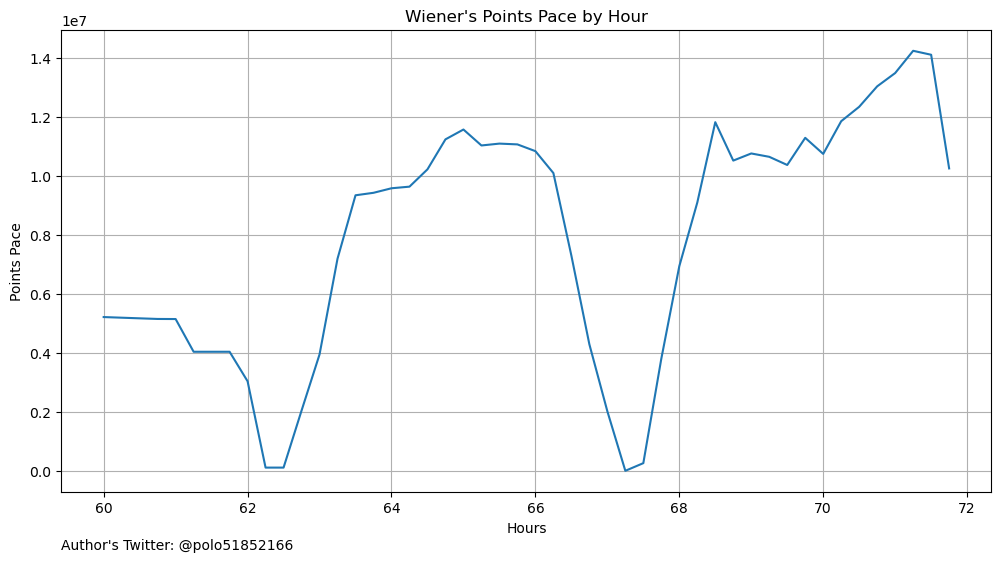 Wiener's Points Pace by Hour
1e7
1.4
1.2
1.0
0.8
0.6
0.4
0.2
0.0
Points Pace
60 62 64 66 68 70 72
Hours
Author's Twitter: @polo51852166